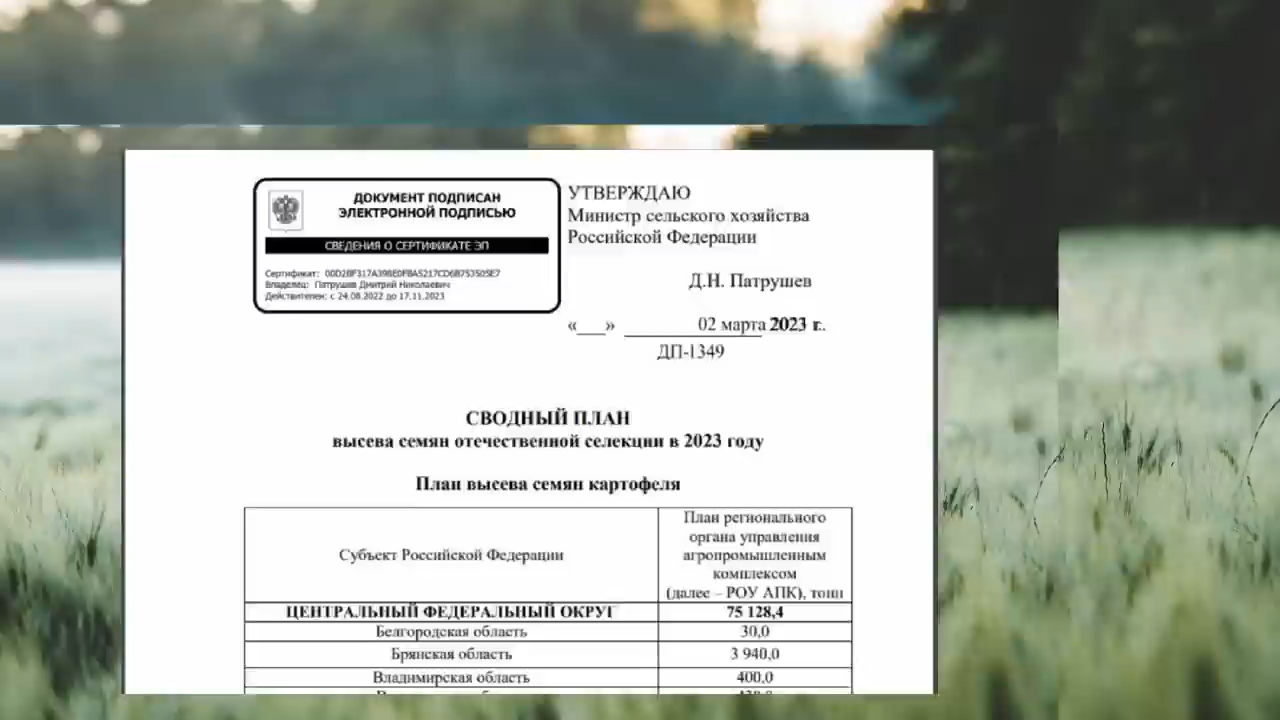 ДОКУМЕНТ ПОДПИСАН
ЭЛЕКТРОННОЙ ПОДПИСЬЮ
СВЕДЕНИЯ О СЕРТИФИКАТЕ ЭП
Сертификат:
Владелец: Патрушев Дмитрий Николаевич
Действителен: с 24.08.2022 до 17.11.2023
УТВЕРЖДАЮ
Министр сельского хозяйства
Российской Федерации
Д.Н. Патрушев
«___» 02 марта 2023 г.
ДП-1349
СВОДНЫЙ ПЛАН
высева семян отечественной селекции в 2023 году
План высева семян картофеля
Субъект Российской Федерации
План регионального
органа управления
агропромышленным
комплексом
(далее – РОУ АПК), тонн
ЦЕНТРАЛЬНЫЙ ФЕДЕРАЛЬНЫЙ ОКРУГ 75 128,4
Белгородская область 30,0
Брянская область 3 940,0
Владимирская область 400,0